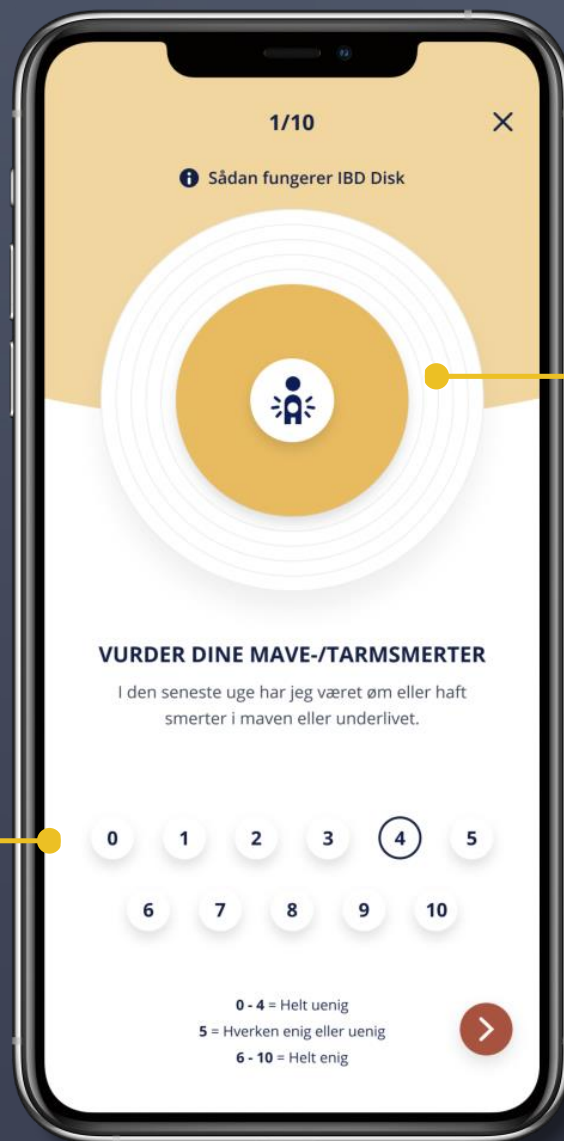 1/10
Sådan fungerer IBD Disk
VURDER DINE MAVE-/TARMSMERTER
I den seneste uge har jeg været øm eller haft
smerter i maven eller underlivet.
0 1 2 3 4 5
6 7 8 9 10
0 - 4 = Helt uenig
5 = Hverken enig eller uenig
6 - 10 = Helt enig